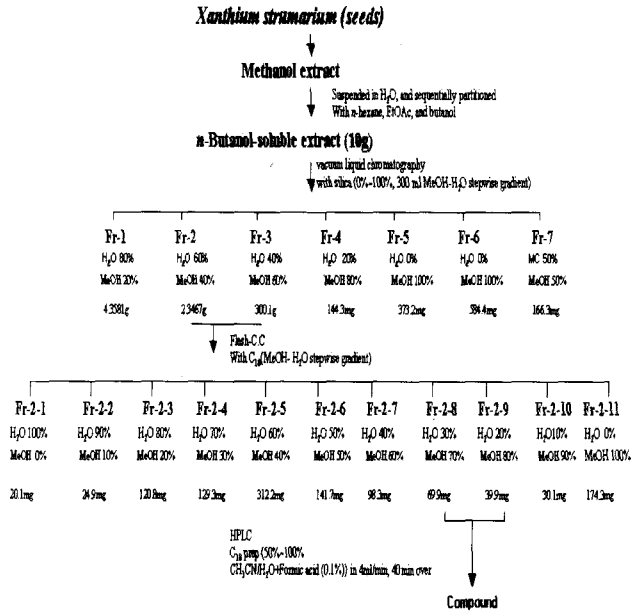 Xanthium strumarium (seeds)
Methanol extract
Suspended in H₂O, and sequentially partitioned
With n-hexane, EtOAc, and butanol
n-Butanol-soluble extract (10g)
vacuum liquid chromatography
with silica (0%~100%, 300 ml MeOH-H₂O stepwise gradient)
Fr-1 Fr-2 Fr-3 Fr-4 Fr-5 Fr-6 Fr-7
H₂O 80% H₂O 60% H₂O 40% H₂O 20% H₂O 0% H₂O 0% MC 50%
MeOH 20% MeOH 40% MeOH 60% MeOH 80% MeOH 100% MeOH 100% MeOH 50%
4.3581g 2.3467g 300.1g 144.3mg 373.2mg 584.4mg 166.3mg
Flash-C.C
With C₁₈(MeOH- H₂O stepwise gradient)
Fr-2-1 Fr-2-2 Fr-2-3 Fr-2-4 Fr-2-5 Fr-2-6 Fr-2-7 Fr-2-8 Fr-2-9 Fr-2-10 Fr-2-11
H₂O 100% H₂O 90% H₂O 80% H₂O 70% H₂O 60% H₂O 50% H₂O 40% H₂O 30% H₂O 20% H₂O10% H₂O 0%
MeOH 0% MeOH 10% MeOH 20% MeOH 30% MeOH 40% MeOH 50% MeOH 60% MeOH 70% MeOH 80% MeOH 90% MeOH 100%
20.1mg 24.9mg 120.8mg 129.3mg 312.2mg 141.7mg 98.3mg 69.9mg 39.9mg 30.1mg 174.3mg
HPLC
C₁₈ prep (50%~100%
CH₃CN/H₂O+Formic acid (0.1%)) in 4ml/min, 40 min over
Compound